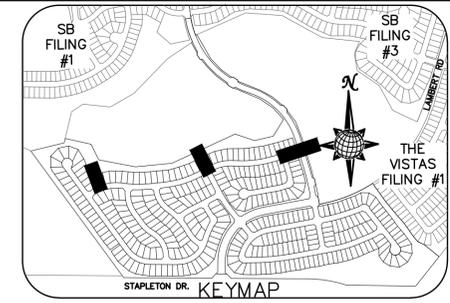 SB
FILING
#1
SB
FILING
#3
LAMBERT RD
N
THE
VISTAS
FILING #1
STAPLETON DR.
KEYMAP